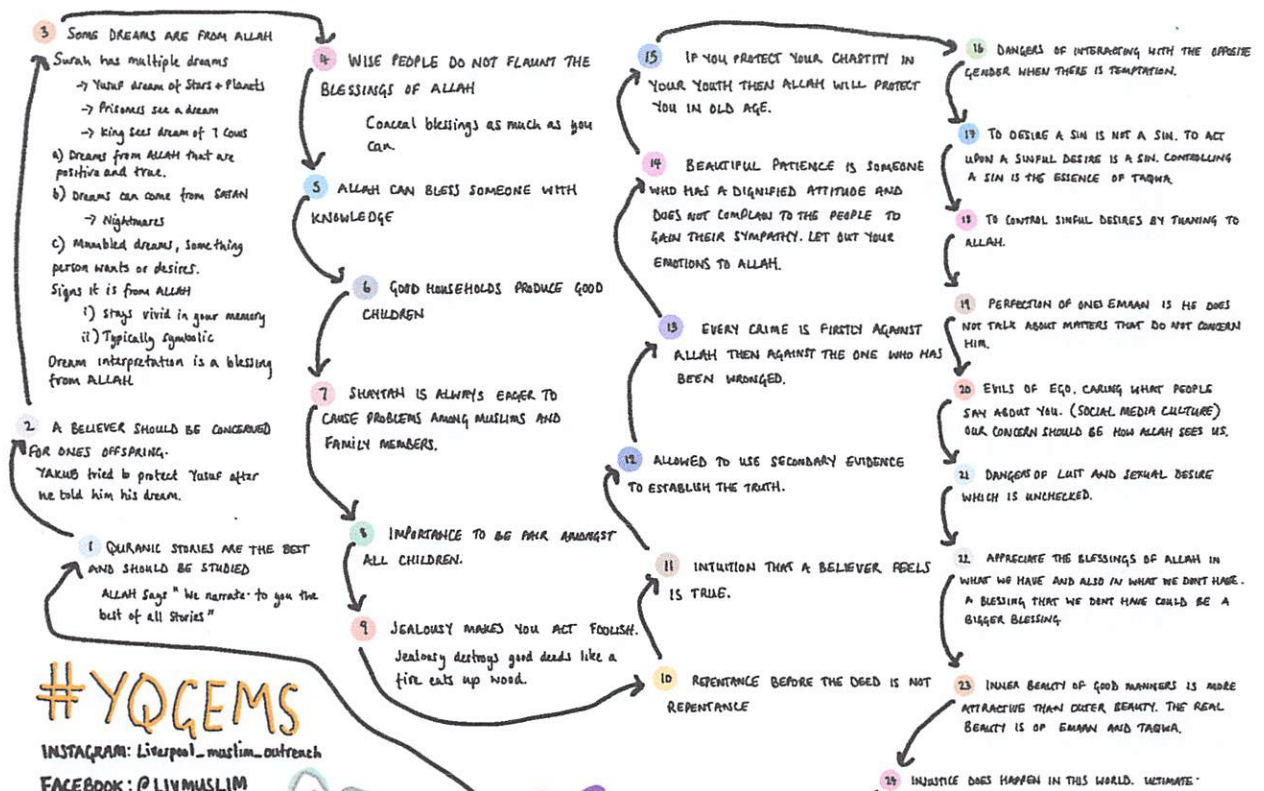 1 QURANIC STORIES ARE THE BEST
AND SHOULD BE STUDIED
ALLAH says "We narrate to you the
best of all stories"
2 A BELIEVER SHOULD BE CONCERNED
FOR ONES OFFSPRING.
YAKUB tried to protect Yusuf after
he told him his dream.
3 SOME DREAMS ARE FROM ALLAH
Surah has multiple dreams
→ Yusuf dream of Stars + Planets
→ Prisoners see a dream
→ King sees dream of 7 Cows
a) Dreams from ALLAH that are
positive and true.
b) Dreams can come from SATAN
→ Nightmares
c) Mumbled dreams, something
person wants or desires.
Signs it is from ALLAH
i) Stays vivid in your memory
ii) Typically symbolic
Dream interpretation is a blessing
from ALLAH
4 WISE PEOPLE DO NOT FLAUNT THE
BLESSINGS OF ALLAH
Conceal blessings as much as you
can
5 ALLAH CAN BLESS SOMEONE WITH
KNOWLEDGE
6 GOOD HOUSEHOLDS PRODUCE GOOD
CHILDREN
7 SHAYTAN IS ALWAYS EAGER TO
CAUSE PROBLEMS AMONG MUSLIMS AND
FAMILY MEMBERS.
8 IMPORTANCE TO BE FAIR AMONGST
ALL CHILDREN.
9 JEALOUSY MAKES YOU ACT FOOLISH.
Jealousy destroys good deeds like a
fire eats up wood.
10 REPENTANCE BEFORE THE DEED IS NOT
REPENTANCE
11 INTUITION THAT A BELIEVER FEELS
IS TRUE.
12 ALLOWED TO USE SECONDARY EVIDENCE
TO ESTABLISH THE TRUTH.
13 EVERY CRIME IS FIRSTLY AGAINST
ALLAH THEN AGAINST THE ONE WHO HAS
BEEN WRONGED.
14 BEAUTIFUL PATIENCE IS SOMEONE
WHO HAS A DIGNIFIED ATTITUDE AND
DOES NOT COMPLAIN TO THE PEOPLE TO
GAIN THEIR SYMPATHY. LET OUT YOUR
EMOTIONS TO ALLAH.
15 IF YOU PROTECT YOUR CHASTITY IN
YOUR YOUTH THEN ALLAH WILL PROTECT
YOU IN OLD AGE.
16 DANGERS OF INTERACTING WITH THE OPPOSITE
GENDER WHEN THERE IS TEMPTATION.
17 TO DESIRE A SIN IS NOT A SIN. TO ACT
UPON A SINFUL DESIRE IS A SIN. CONTROLLING
A SIN IS THE ESSENCE OF TAQWA.
18 TO CONTROL SINFUL DESIRES BY TURNING TO
ALLAH.
19 PERFECTION OF ONES EMAAN IS HE DOES
NOT TALK ABOUT MATTERS THAT DO NOT CONCERN
HIM.
20 EVILS OF EGO. CARING WHAT PEOPLE
SAY ABOUT YOU. (SOCIAL MEDIA CULTURE)
OUR CONCERN SHOULD BE HOW ALLAH SEES US.
21 DANGERS OF LUST AND SEXUAL DESIRE
WHICH IS UNCHECKED.
22 APPRECIATE THE BLESSINGS OF ALLAH IN
WHAT WE HAVE AND ALSO IN WHAT WE DONT HAVE.
A BLESSING THAT WE DONT HAVE COULD BE A
BIGGER BLESSING
23 INNER BEAUTY OF GOOD MANNERS IS MORE
ATTRACTIVE THAN OUTER BEAUTY. THE REAL
BEAUTY IS OF EMAAN AND TAQWA.
24 INJUSTICE DOES HAPPEN IN THIS WORLD. ULTIMATE-
#YQGEMS
INSTAGRAM: Liverpool_muslim_outreach
FACEBOOK: @LIVMUSLIM